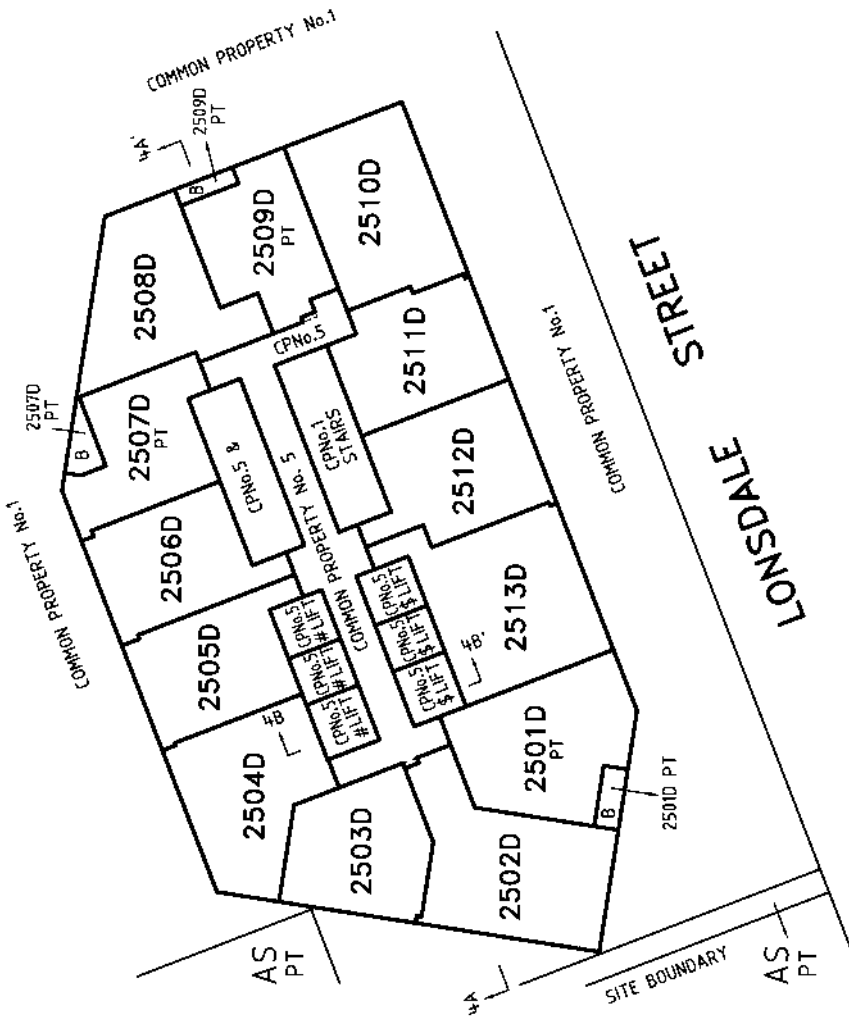 COMMON PROPERTY No.1
4A'
2509D
PT
B
2509D
PT
2510D
2508D
CPNo.5
2507D
PT
B
2507D
PT
COMMON PROPERTY No.1
2506D
CPNo.5 &
CPNo.1
STAIRS
2511D
2512D
COMMON PROPERTY No. 5
COMMON PROPERTY No.1
LONSDALE
STREET
2505D
CPNo.5
# LIFT
CPNo.5
# LIFT
CPNo.5
# LIFT
CPNo.5
$ LIFT
CPNo.5
$ LIFT
CPNo.5
$ LIFT
4B
4B'
2513D
2504D
2503D
2501D
PT
B
2501D PT
2502D
AS
PT
4A
SITE BOUNDARY
AS
PT